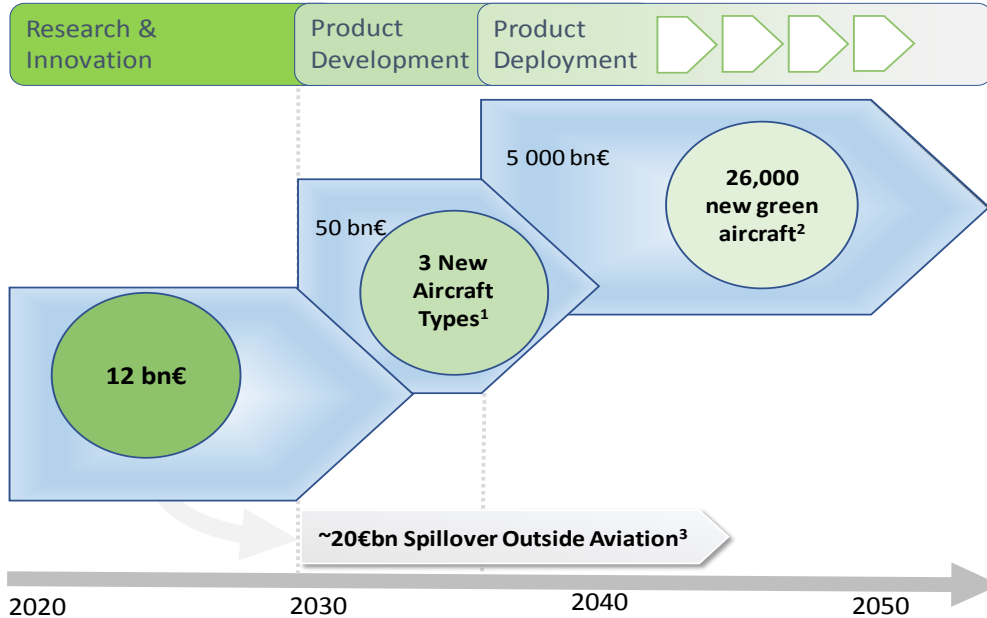 Research &
Innovation
Product
Development
Product
Deployment
5 000 bn€
26,000
new green
aircraft²
50 bn€
3 New
Aircraft
Types¹
12 bn€
~20€bn Spillover Outside Aviation³
2020
2030
2040
2050